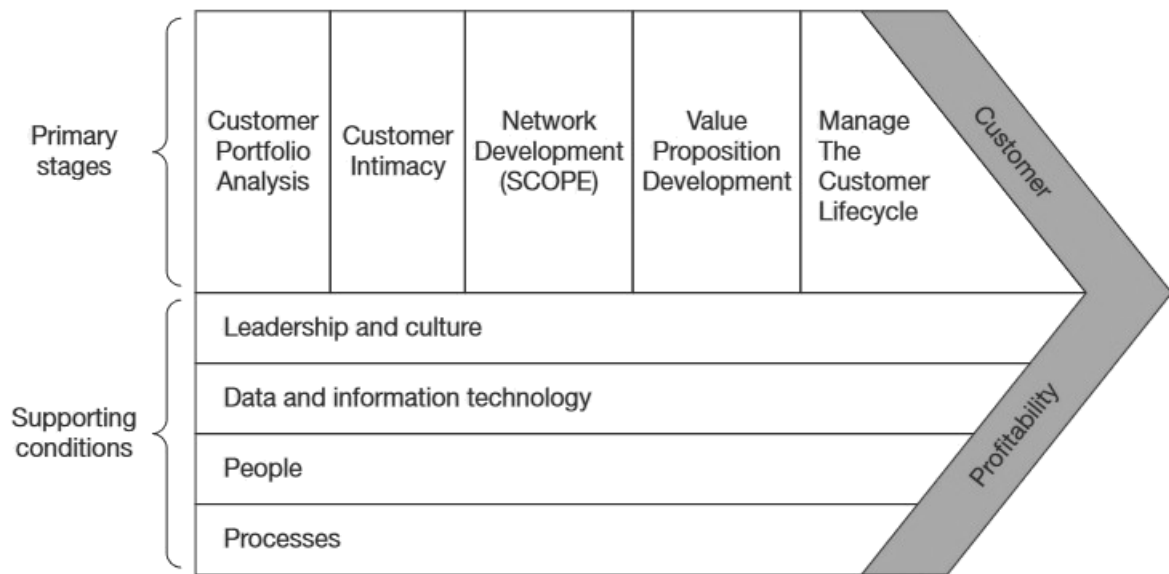 Primary
stages
Customer
Portfolio
Analysis
Customer
Intimacy
Network
Development
(SCOPE)
Value
Proposition
Development
Manage
The
Customer
Lifecycle
Customer
Supporting
conditions
Leadership and culture
Data and information technology
People
Processes
Profitability